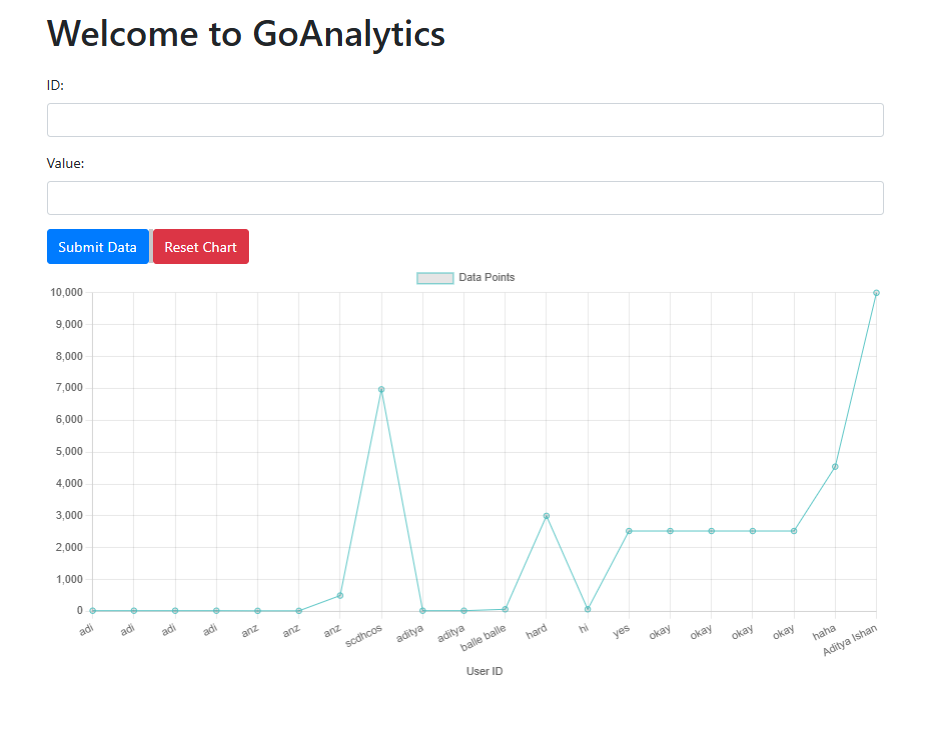 Welcome to GoAnalytics
ID:
Value:
Submit Data Reset Chart
Data Points
10,000
9,000
8,000
7,000
6,000
5,000
4,000
3,000
2,000
1,000
0
adi adi adi adi anz anz anz scdhcos aditya aditya balle balle hard hi yes okay okay okay okay haha Aditya Ishan
User ID